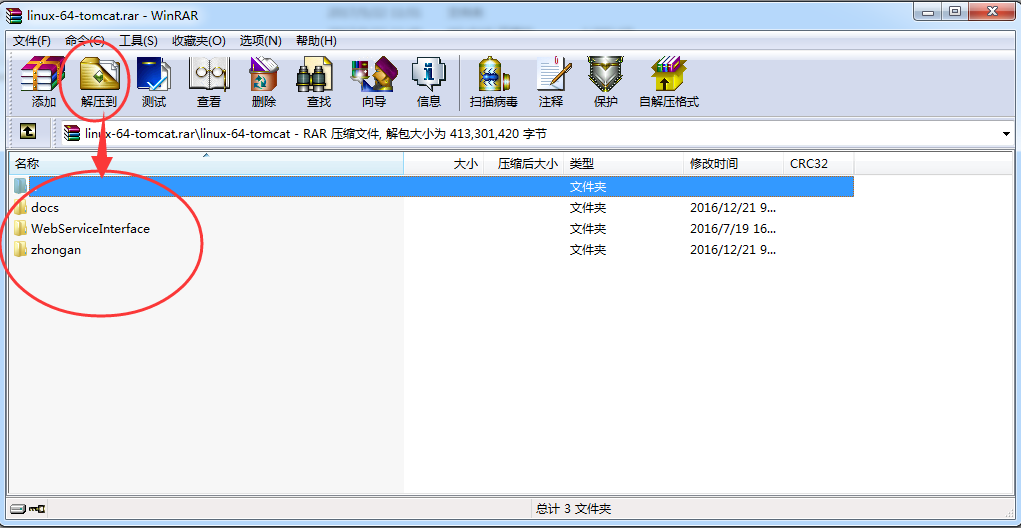 linux-64-tomcat.rar - WinRAR
文件(F) 命令(C) 工具(S) 收藏夹(O) 选项(N) 帮助(H)
添加 解压到 测试 查看 删除 查找 向导 信息 扫描病毒 注释 保护 自解压格式
linux-64-tomcat.rar\linux-64-tomcat - RAR 压缩文件, 解包大小为 413,301,420 字节
名称 大小 压缩后大小 类型 修改时间 CRC32
文件夹
docs 文件夹 2016/12/21 9...
WebServiceInterface 文件夹 2016/7/19 16...
zhongan 文件夹 2016/12/21 9...
总计 3 文件夹